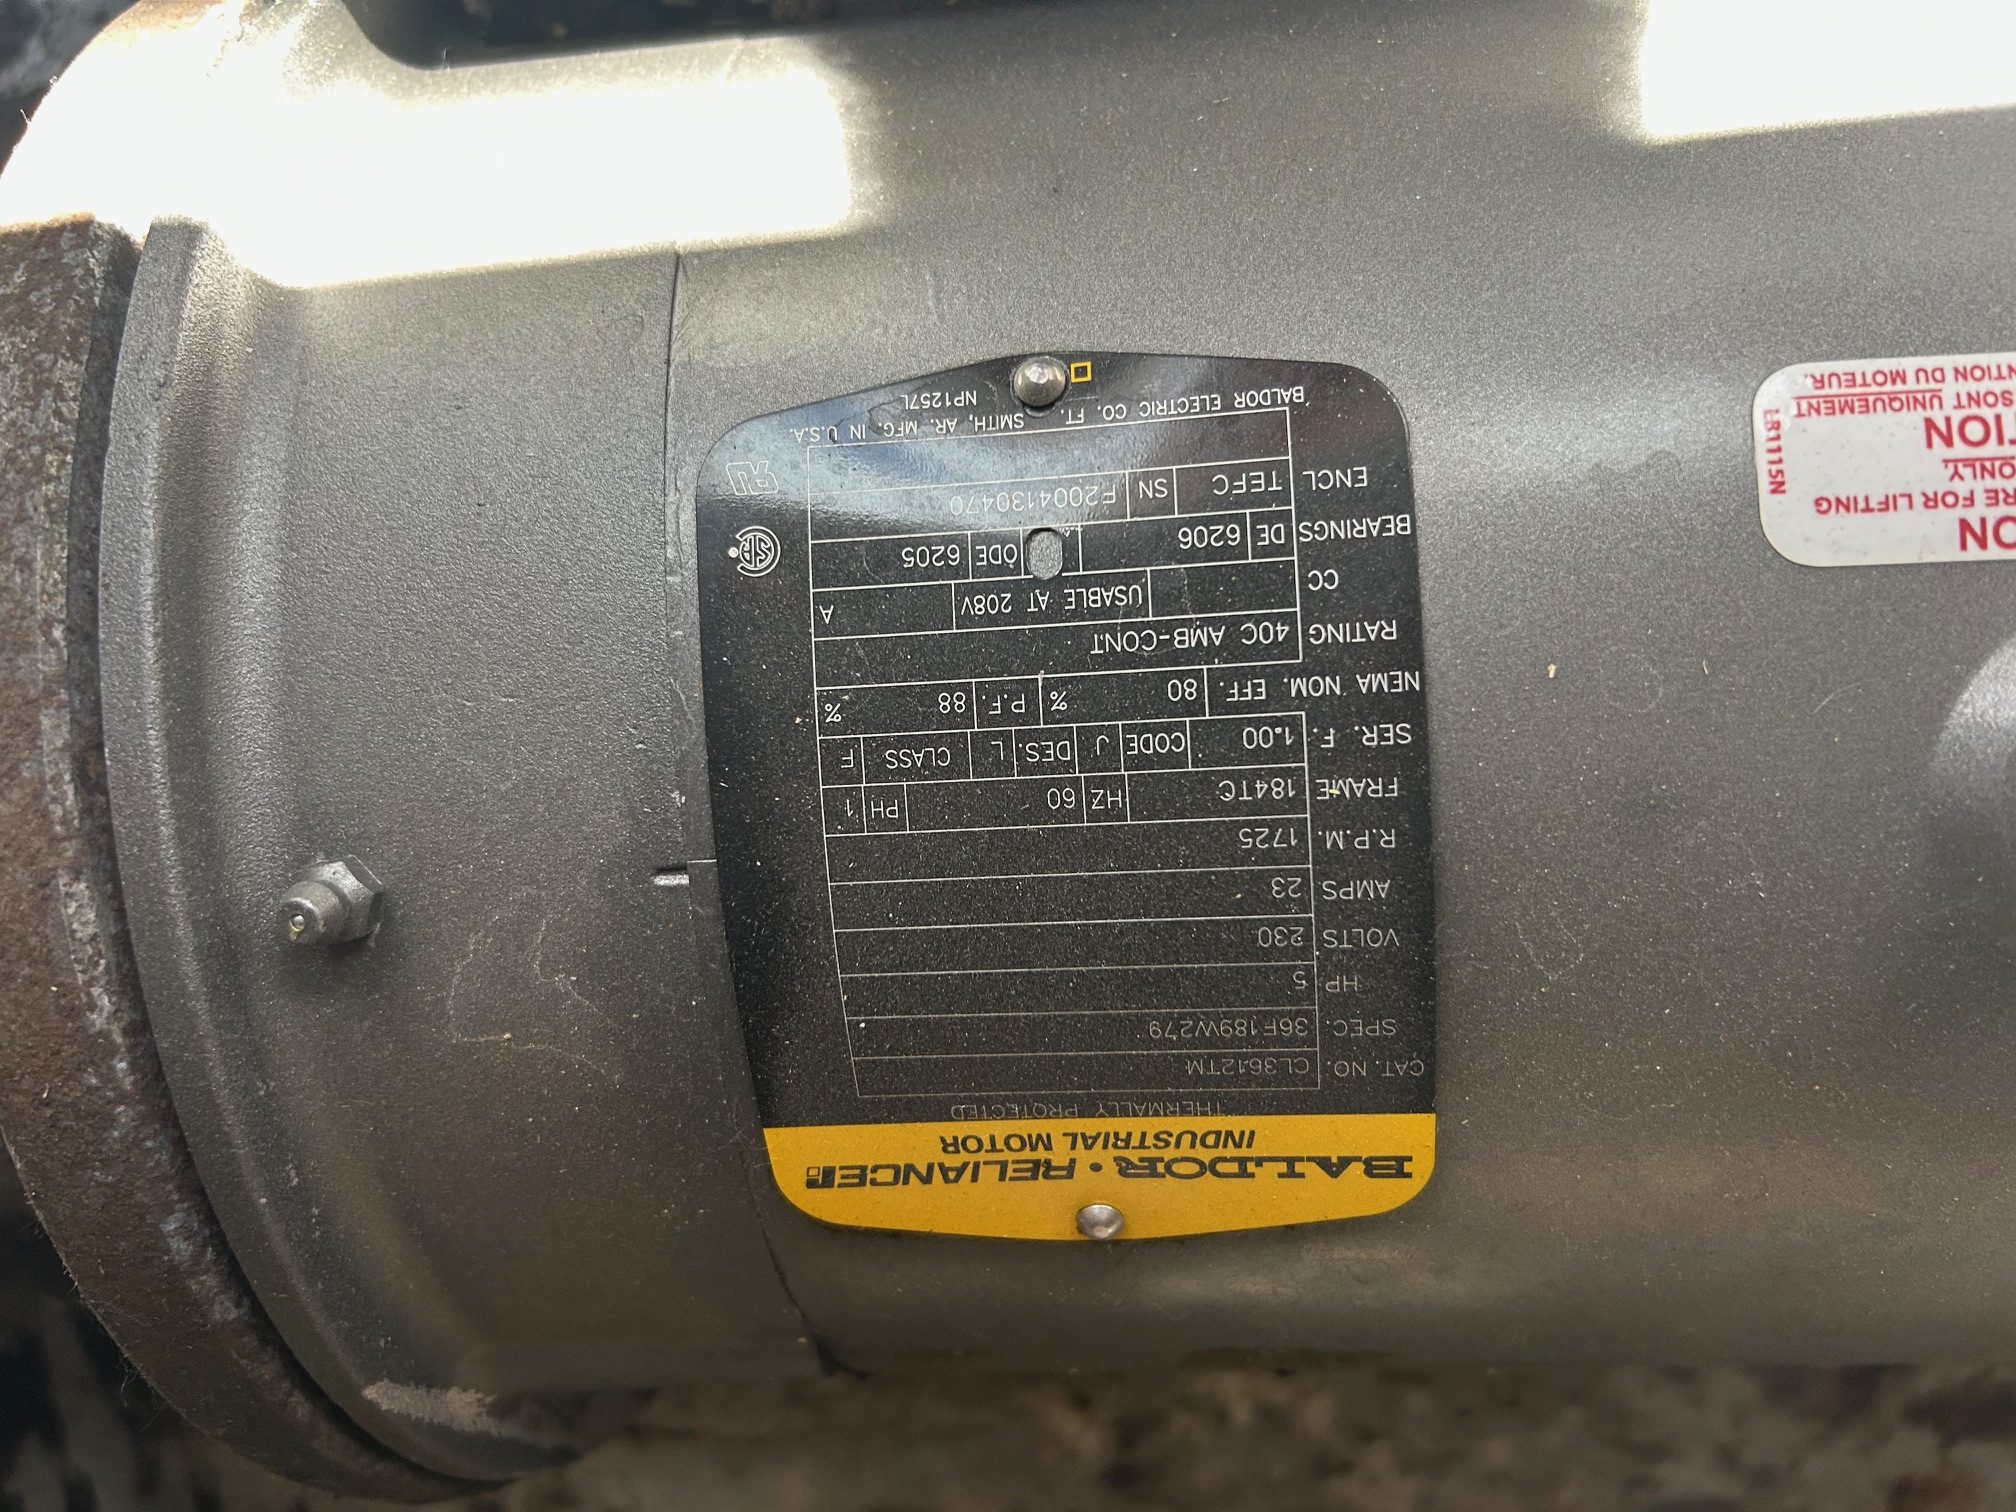 BALDOR • RELIANCE
INDUSTRIAL MOTOR
THERMALLY PROTECTED
CAT. NO. CL3612TM
SPEC. 36F189W279
HP 5
VOLTS 230
AMPS 23
R.P.M. 1725
FRAME 184TC HZ 60 PH 1
SER. F. 1.00 CODE J DES. L CLASS F
NEMA NOM. EFF. 80 % P.F. 88 %
RATING 40C AMB-CONT
CC USABLE AT 208V A
BEARINGS DE 6206 ODE 6205
ENCL TEFC SN F2004130470
BALDOR ELECTRIC CO. FT. SMITH, AR. MFG. IN U.S.A.
NP1257L
FOR LIFTING
ONLY.
SONT UNIQUEMENT
DU MOTEUR.
LB1115N